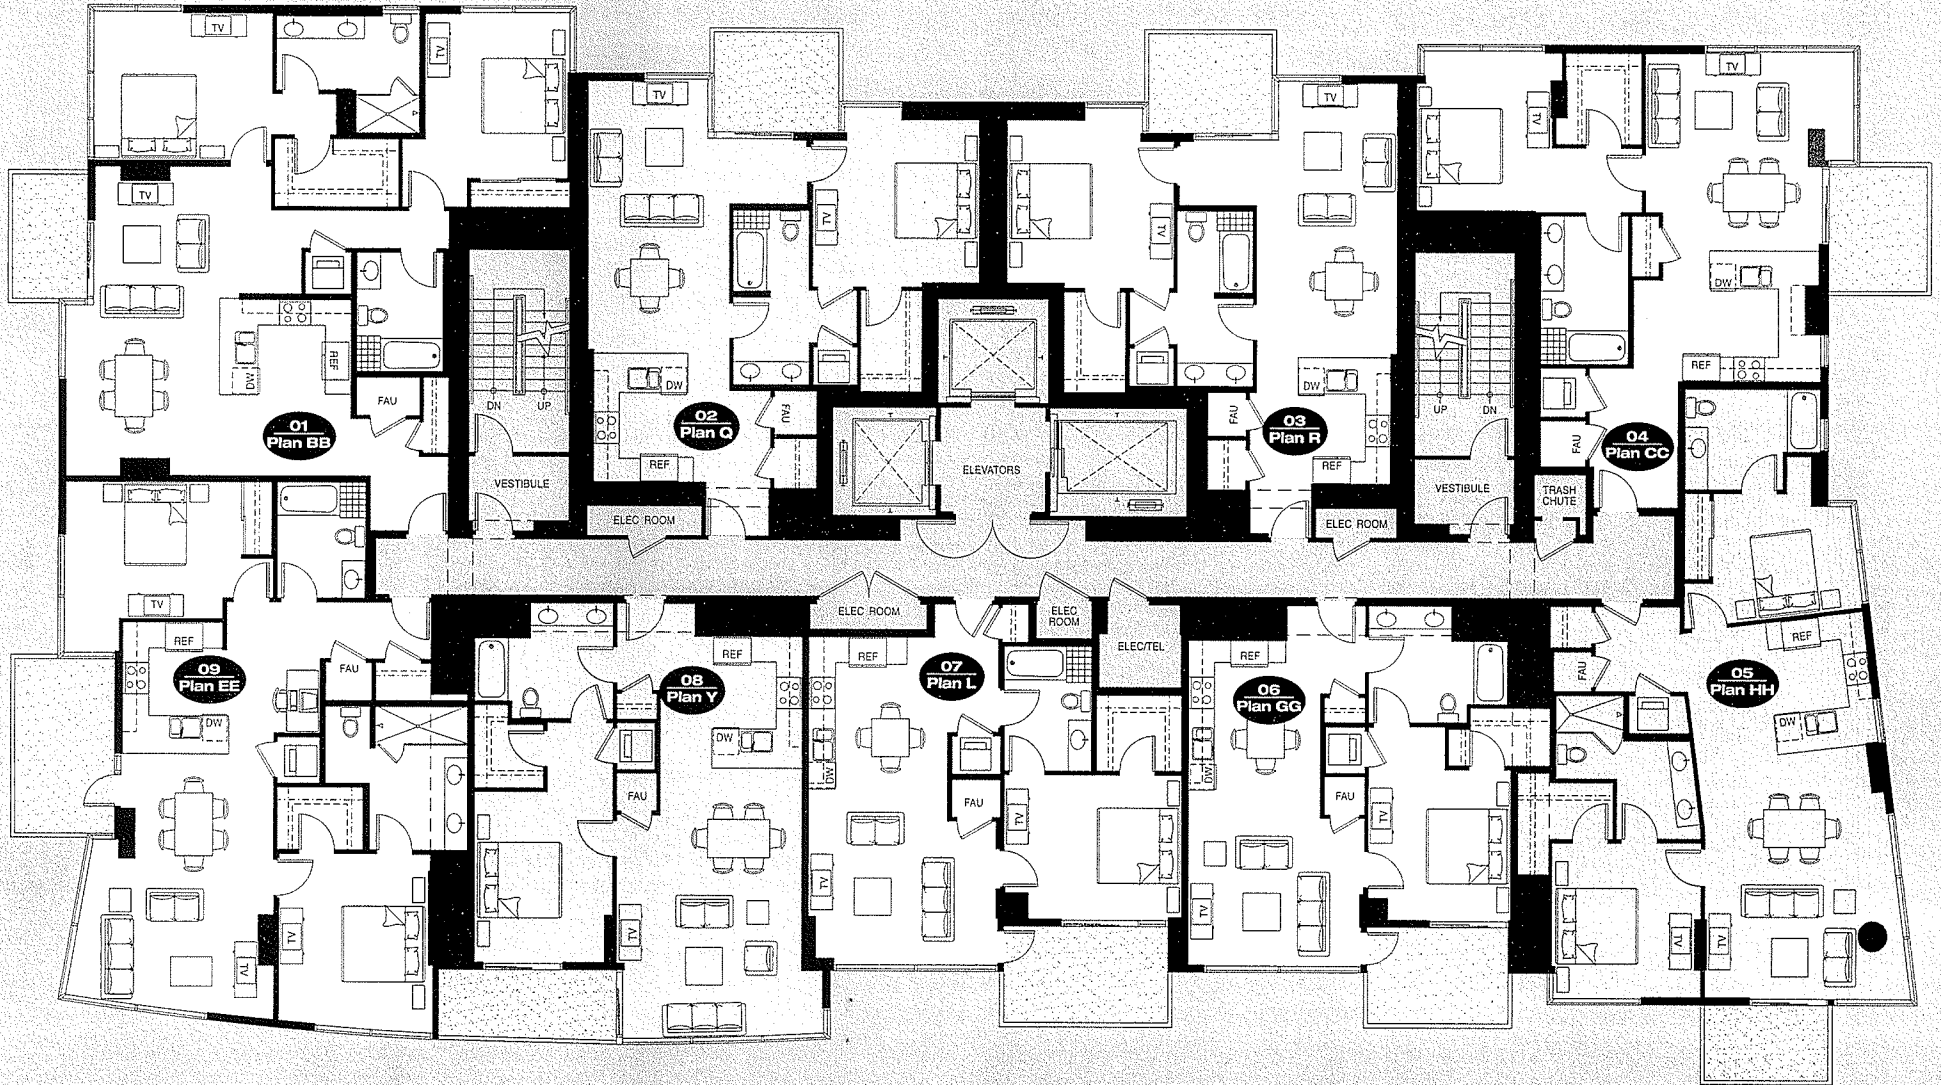 TV
TV
TV
TV
TV
TV
TV
TV
TV
TV
REF
DW
FAU
01
Plan BB
DN
UP
VESTIBULE
DW
REF
FAU
02
Plan Q
ELEC ROOM
ELEVATORS
DW
REF
FAU
03
Plan R
ELEC ROOM
UP
DN
VESTIBULE
DW
REF
FAU
04
Plan CC
TRASH
CHUTE
TV
REF
DW
FAU
09
Plan EE
TV
TV
REF
DW
FAU
08
Plan Y
TV
ELEC ROOM
REF
DW
FAU
07
Plan L
TV
TV
ELEC
ROOM
ELEC/TEL
REF
DW
FAU
06
Plan GG
TV
TV
REF
DW
FAU
05
Plan HH
TV
TV